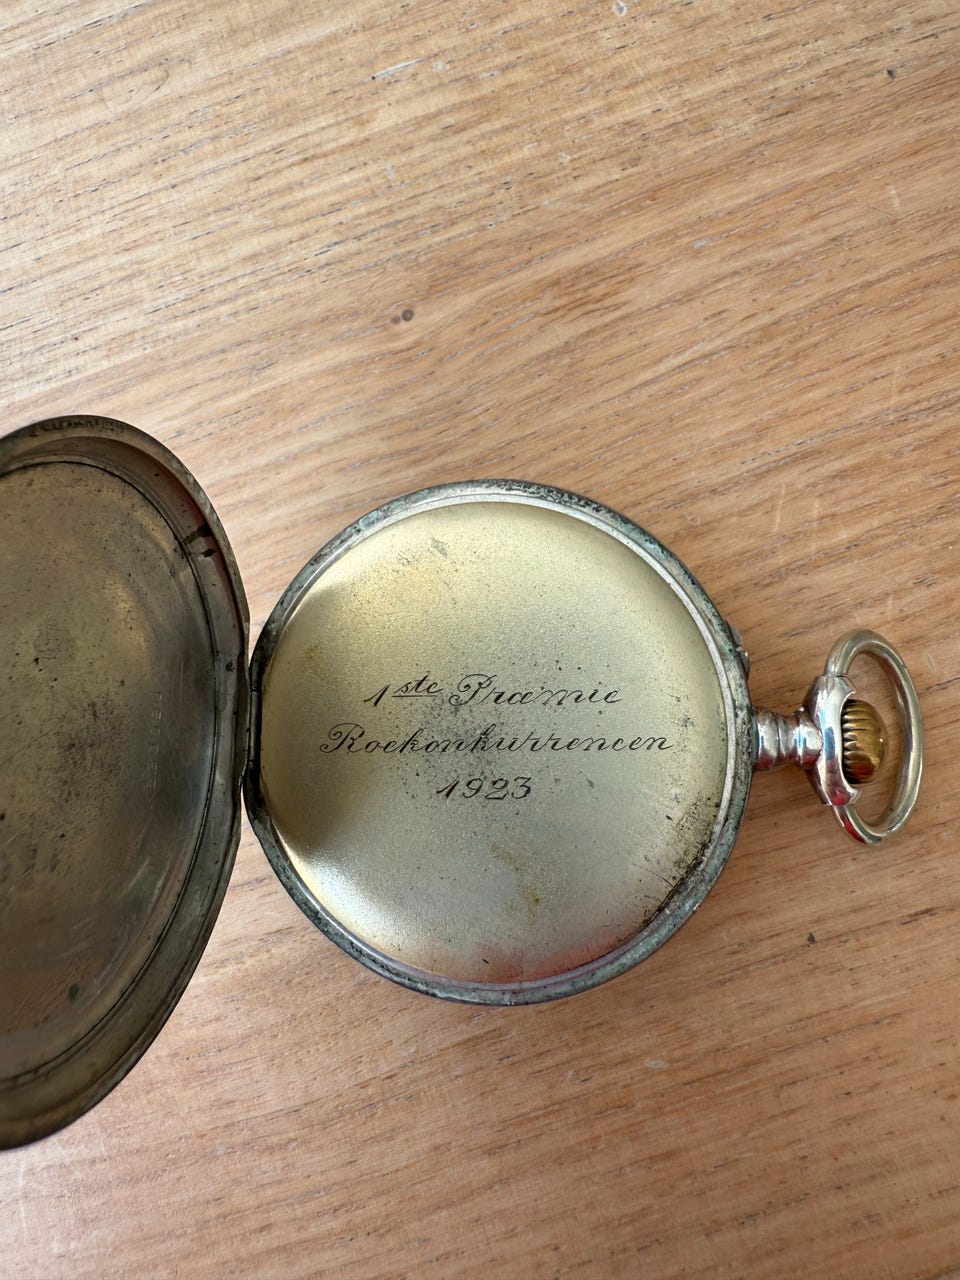 1ste Præmie
Roekonkurrencen
1923